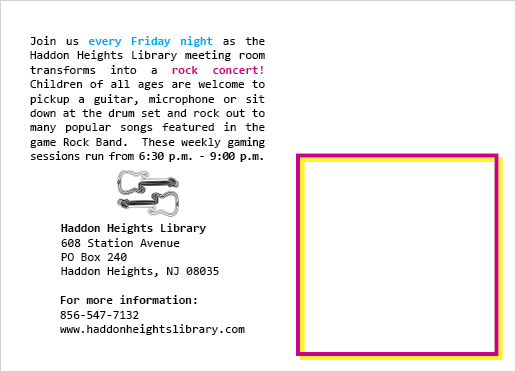 Join us every Friday night as the
Haddon Heights Library meeting room
transforms into a rock concert!
Children of all ages are welcome to
pickup a guitar, microphone or sit
down at the drum set and rock out to
many popular songs featured in the
game Rock Band. These weekly gaming
sessions run from 6:30 p.m. - 9:00 p.m.
Haddon Heights Library
608 Station Avenue
PO Box 240
Haddon Heights, NJ 08035
For more information:
856-547-7132
www.haddonheightslibrary.com